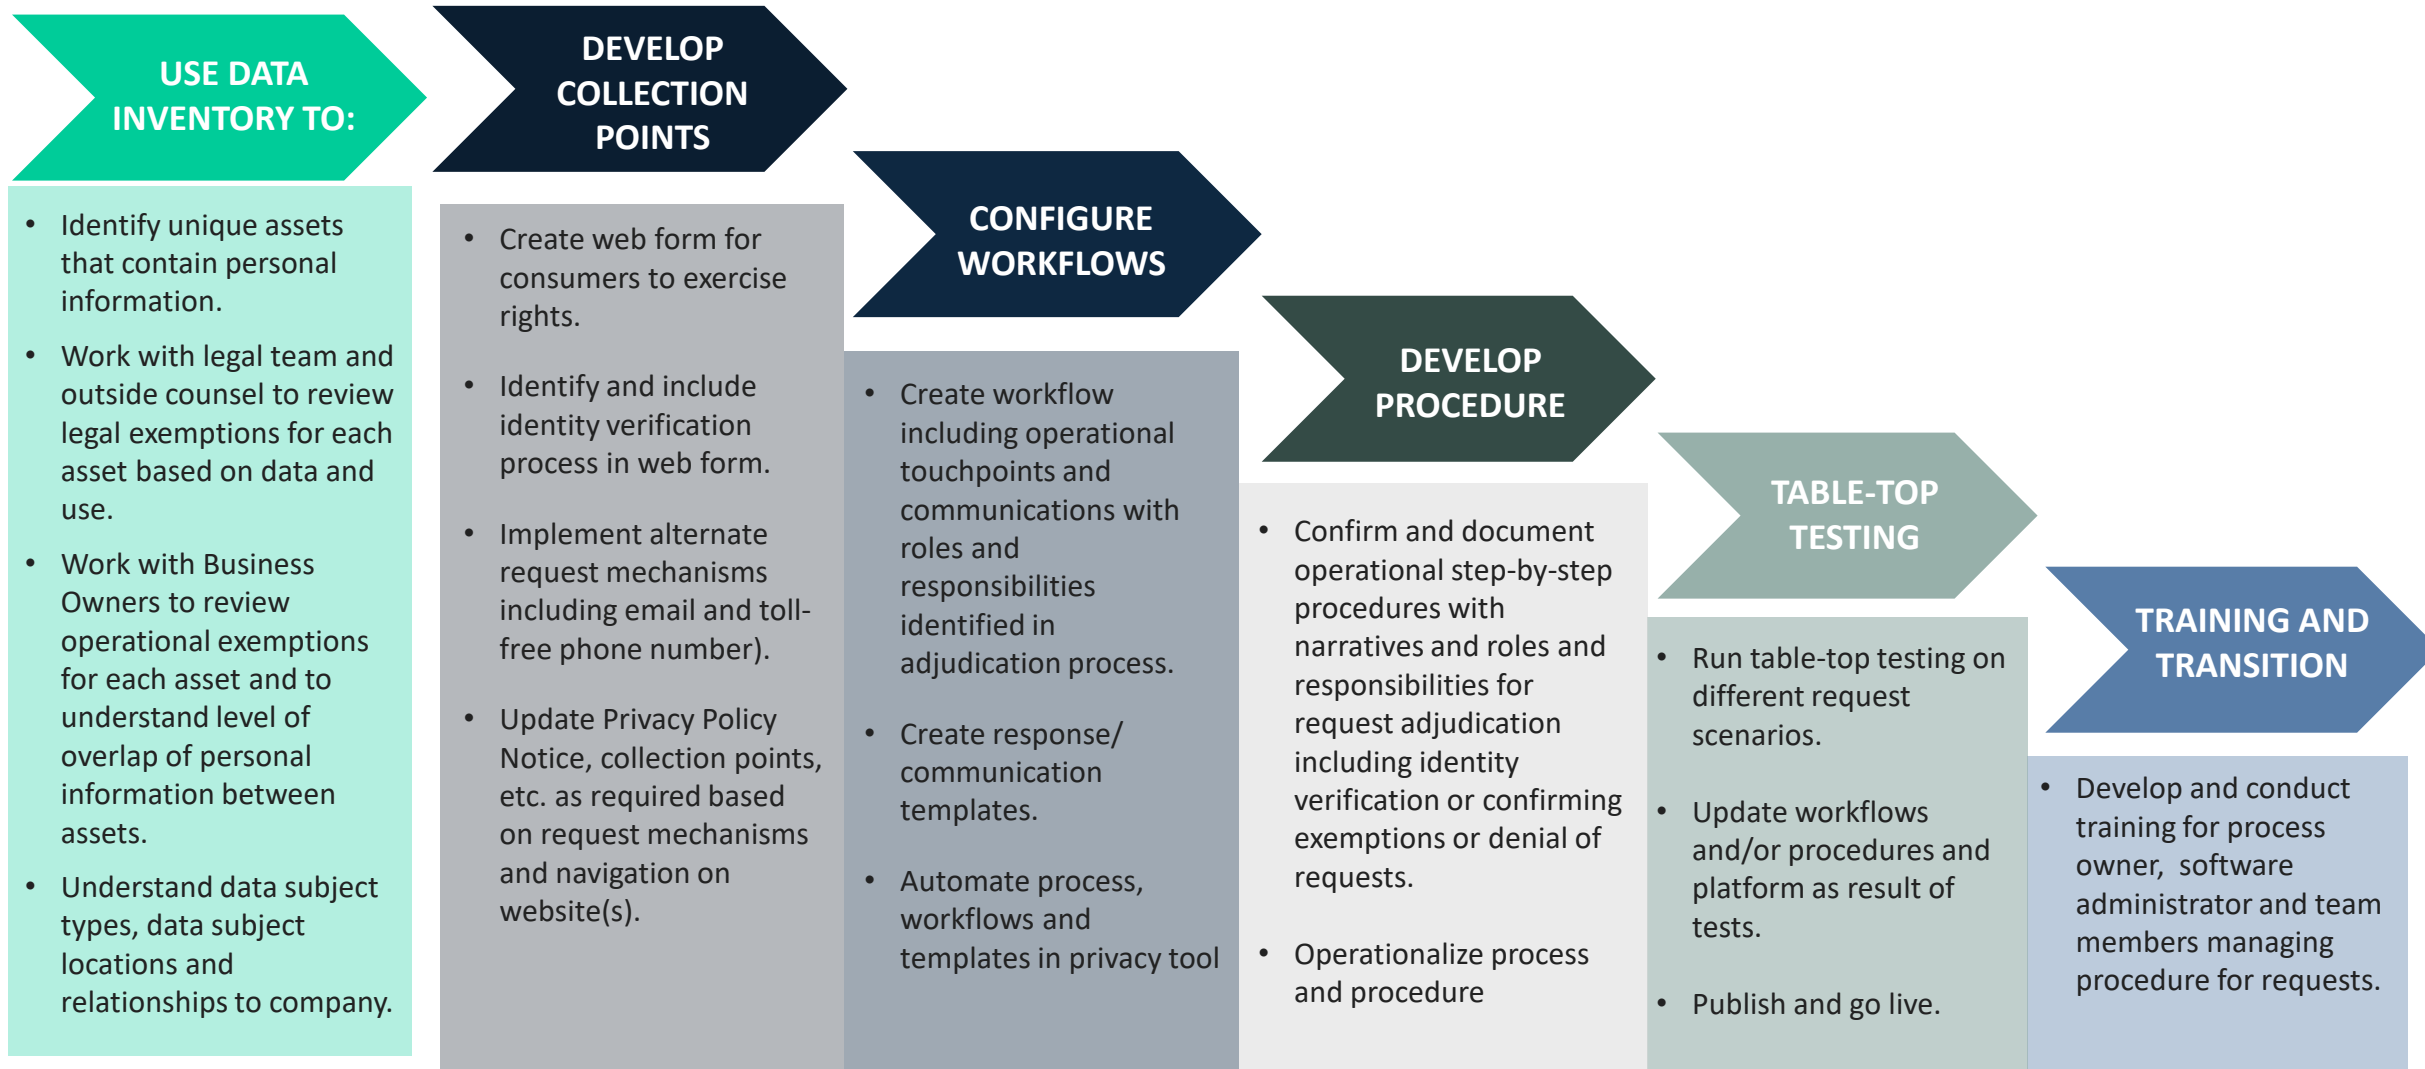 USE DATA
INVENTORY TO:
• Identify unique assets
that contain personal
information.
• Work with legal team and
outside counsel to review
legal exemptions for each
asset based on data and
use.
• Work with Business
Owners to review
operational exemptions
for each asset and to
understand level of
overlap of personal
information between
assets.
• Understand data subject
types, data subject
locations and
relationships to company.
DEVELOP
COLLECTION
POINTS
• Create web form for
consumers to exercise
rights.
• Identify and include
identity verification
process in web form.
• Implement alternate
request mechanisms
including email and toll-
free phone number).
• Update Privacy Policy
Notice, collection points,
etc. as required based
on request mechanisms
and navigation on
website(s).
CONFIGURE
WORKFLOWS
• Create workflow
including operational
touchpoints and
communications with
roles and
responsibilities
identified in
adjudication process.
• Create response/
communication
templates.
• Automate process,
workflows and
templates in privacy tool
DEVELOP
PROCEDURE
• Confirm and document
operational step-by-step
procedures with
narratives and roles and
responsibilities for
request adjudication
including identity
verification or confirming
exemptions or denial of
requests.
• Operationalize process
and procedure
TABLE-TOP
TESTING
• Run table-top testing on
different request
scenarios.
• Update workflows
and/or procedures and
platform as result of
tests.
• Publish and go live.
TRAINING AND
TRANSITION
• Develop and conduct
training for process
owner,  software
administrator and team
members managing
procedure for requests.